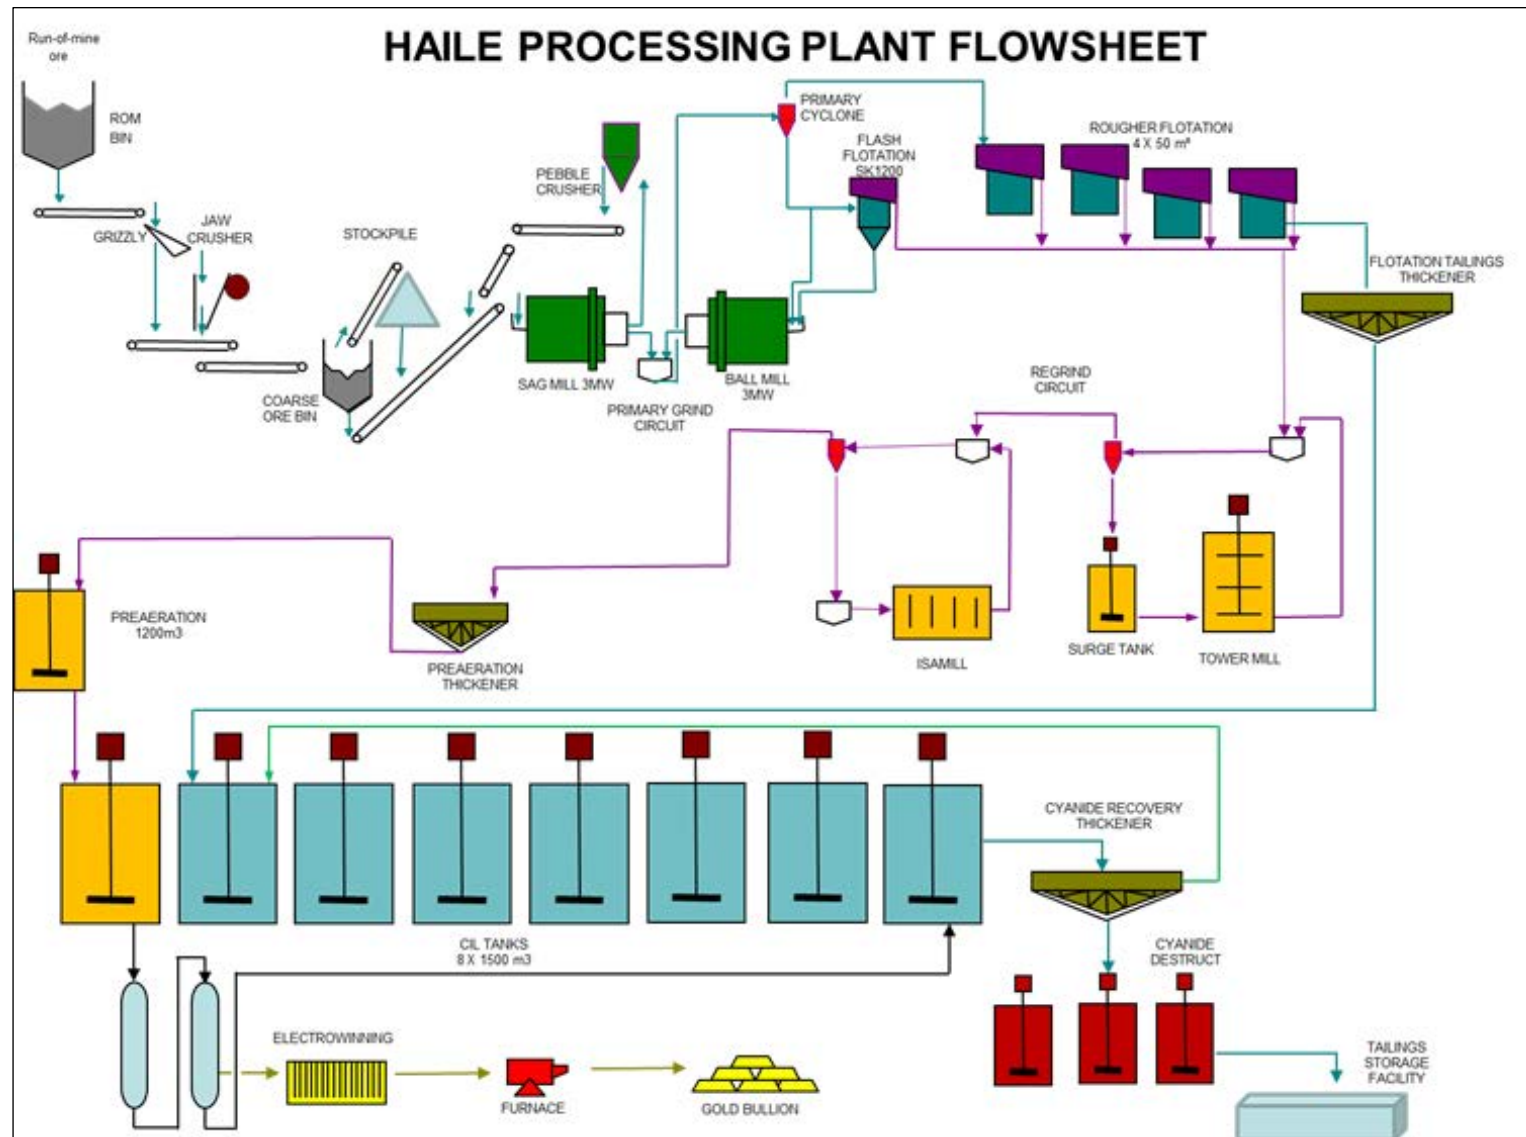 HAILE PROCESSING PLANT FLOWSHEET
Run-of-mine
ore
ROM
BIN
GRIZZLY
JAW
CRUSHER
STOCKPILE
COARSE
ORE BIN
PEBBLE
CRUSHER
SAG MILL 3MW
PRIMARY GRIND
CIRCUIT
BALL MILL
3MW
PRIMARY
CYCLONE
FLASH
FLOTATION
SK1200
ROUGHER FLOTATION
4 X 50 m³
FLOTATION TAILINGS
THICKENER
REGRIND
CIRCUIT
PREAERATION
1200m3
PREAERATION
THICKENER
ISAMILL
SURGE TANK
TOWER MILL
CIL TANKS
8 X 1500 m3
CYANIDE RECOVERY
THICKENER
CYANIDE
DESTRUCT
ELECTROWINNING
FURNACE
GOLD BULLION
TAILINGS
STORAGE
FACILITY